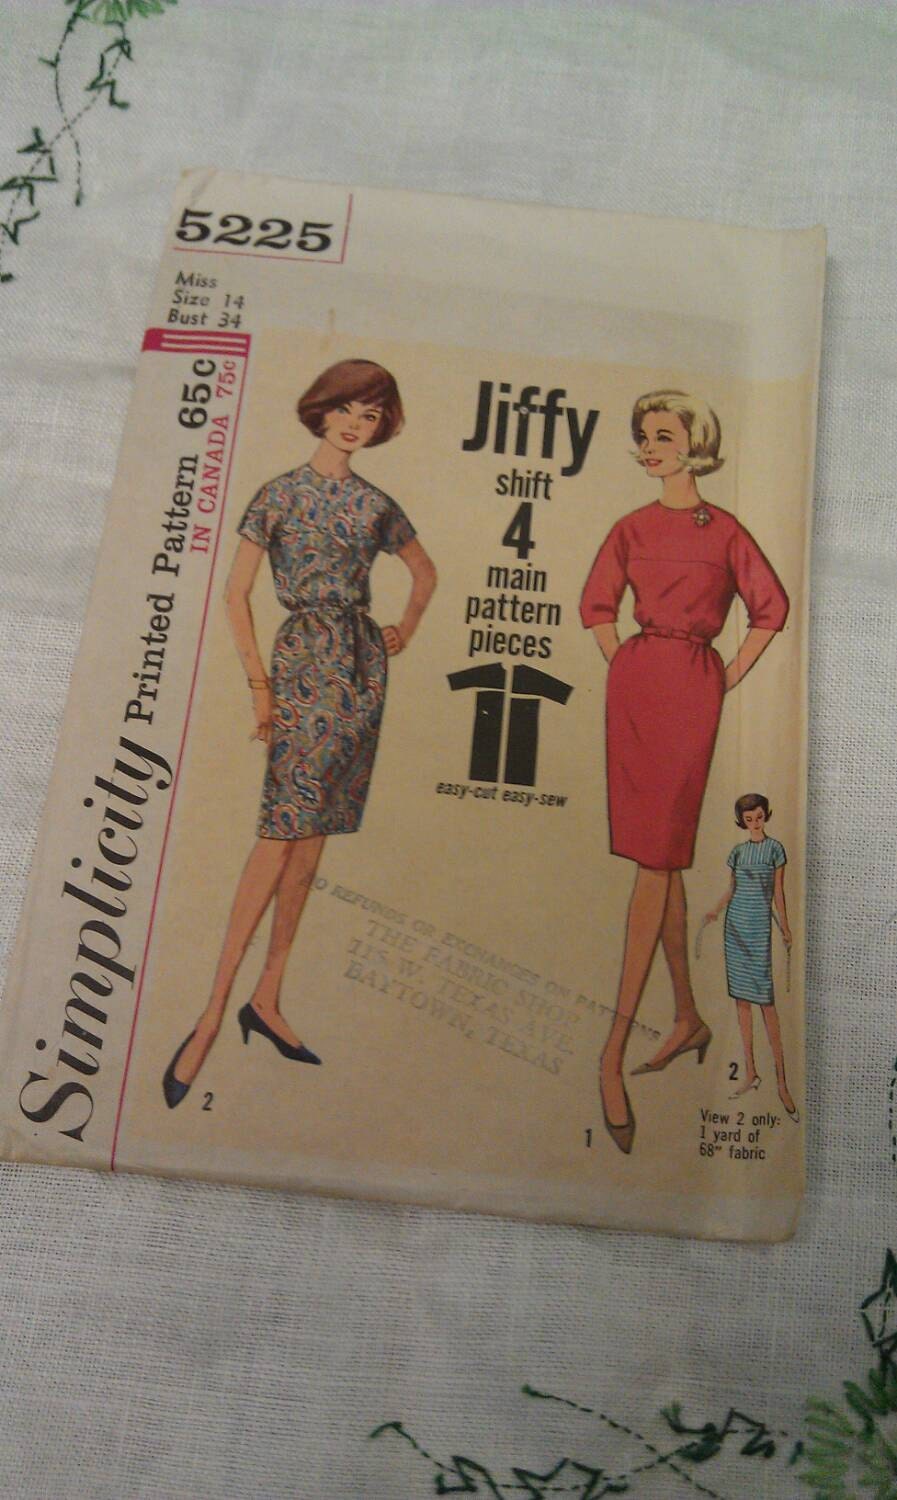 5225
Miss
Size 14
Bust 34
Simplicity Printed Pattern 65c
IN CANADA 75c
Jiffy
shift
4
main
pattern
pieces
easy-cut easy-sew
NO REFUNDS OR EXCHANGES ON PATTERNS
THE FABRIC SHOP
115 W. TEXAS AVE.
BAYTOWN, TEXAS
2
1
2
View 2 only:
1 yard of
68" fabric